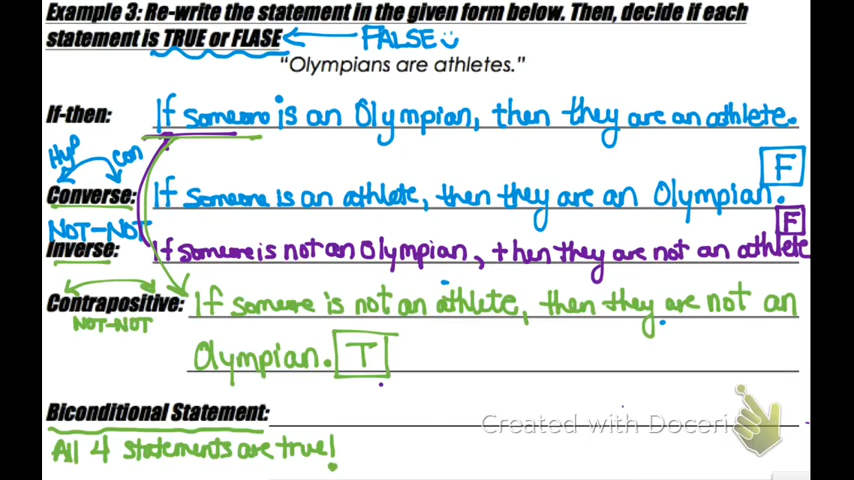 Example 3: Re-write the statement in the given form below. Then, decide if each
statement is TRUE or FLASE FALSE
"Olympians are athletes."
If-then: If someone is an Olympian, then they are an athlete.
Hyp con
F
Converse: If someone is an athlete, then they are an Olympian.
NOT-NOT F
Inverse: If someone is not an Olympian, then they are not an athlete
Contrapositive: If someone is not an athlete, then they are not an
NOT-NOT
Olympian. T
Biconditional Statement:
Created with Doceri
All 4 statements are true!